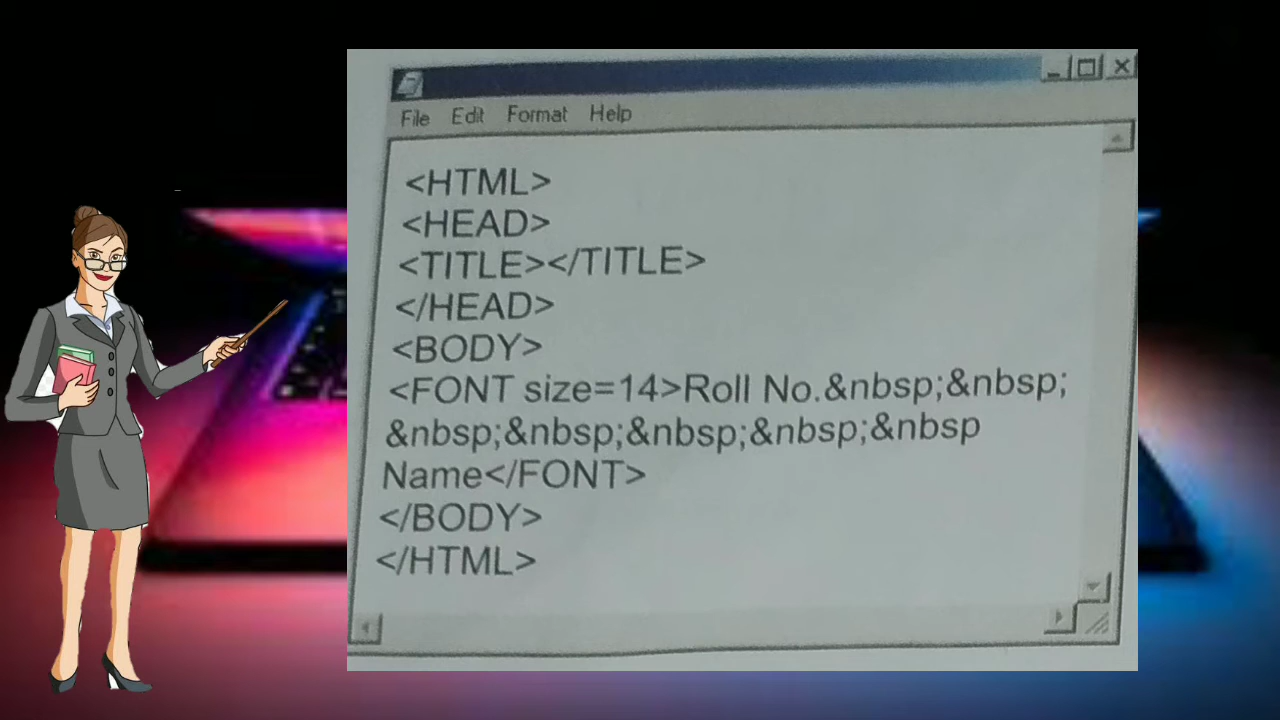 File Edit Format Help
<HTML>
<HEAD>
<TITLE></TITLE>
</HEAD>
<BODY>
<FONT size=14>Roll No.&nbsp;&nbsp;
&nbsp;&nbsp;&nbsp;&nbsp;&nbsp
Name</FONT>
</BODY>
</HTML>